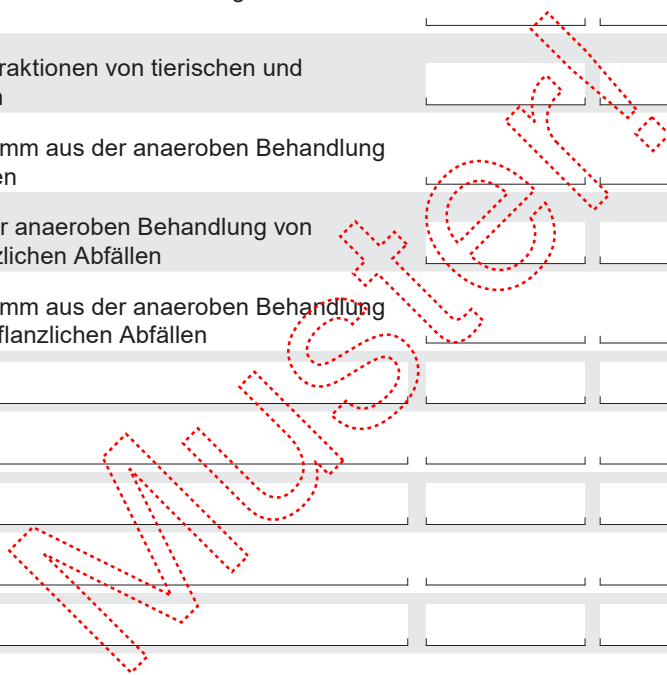 raktionen von tierischen und
n
mm aus der anaeroben Behandlung
en
r anaeroben Behandlung von
zlichen Abfällen
mm aus der anaeroben Behandlung
flanzlichen Abfällen
Muster!